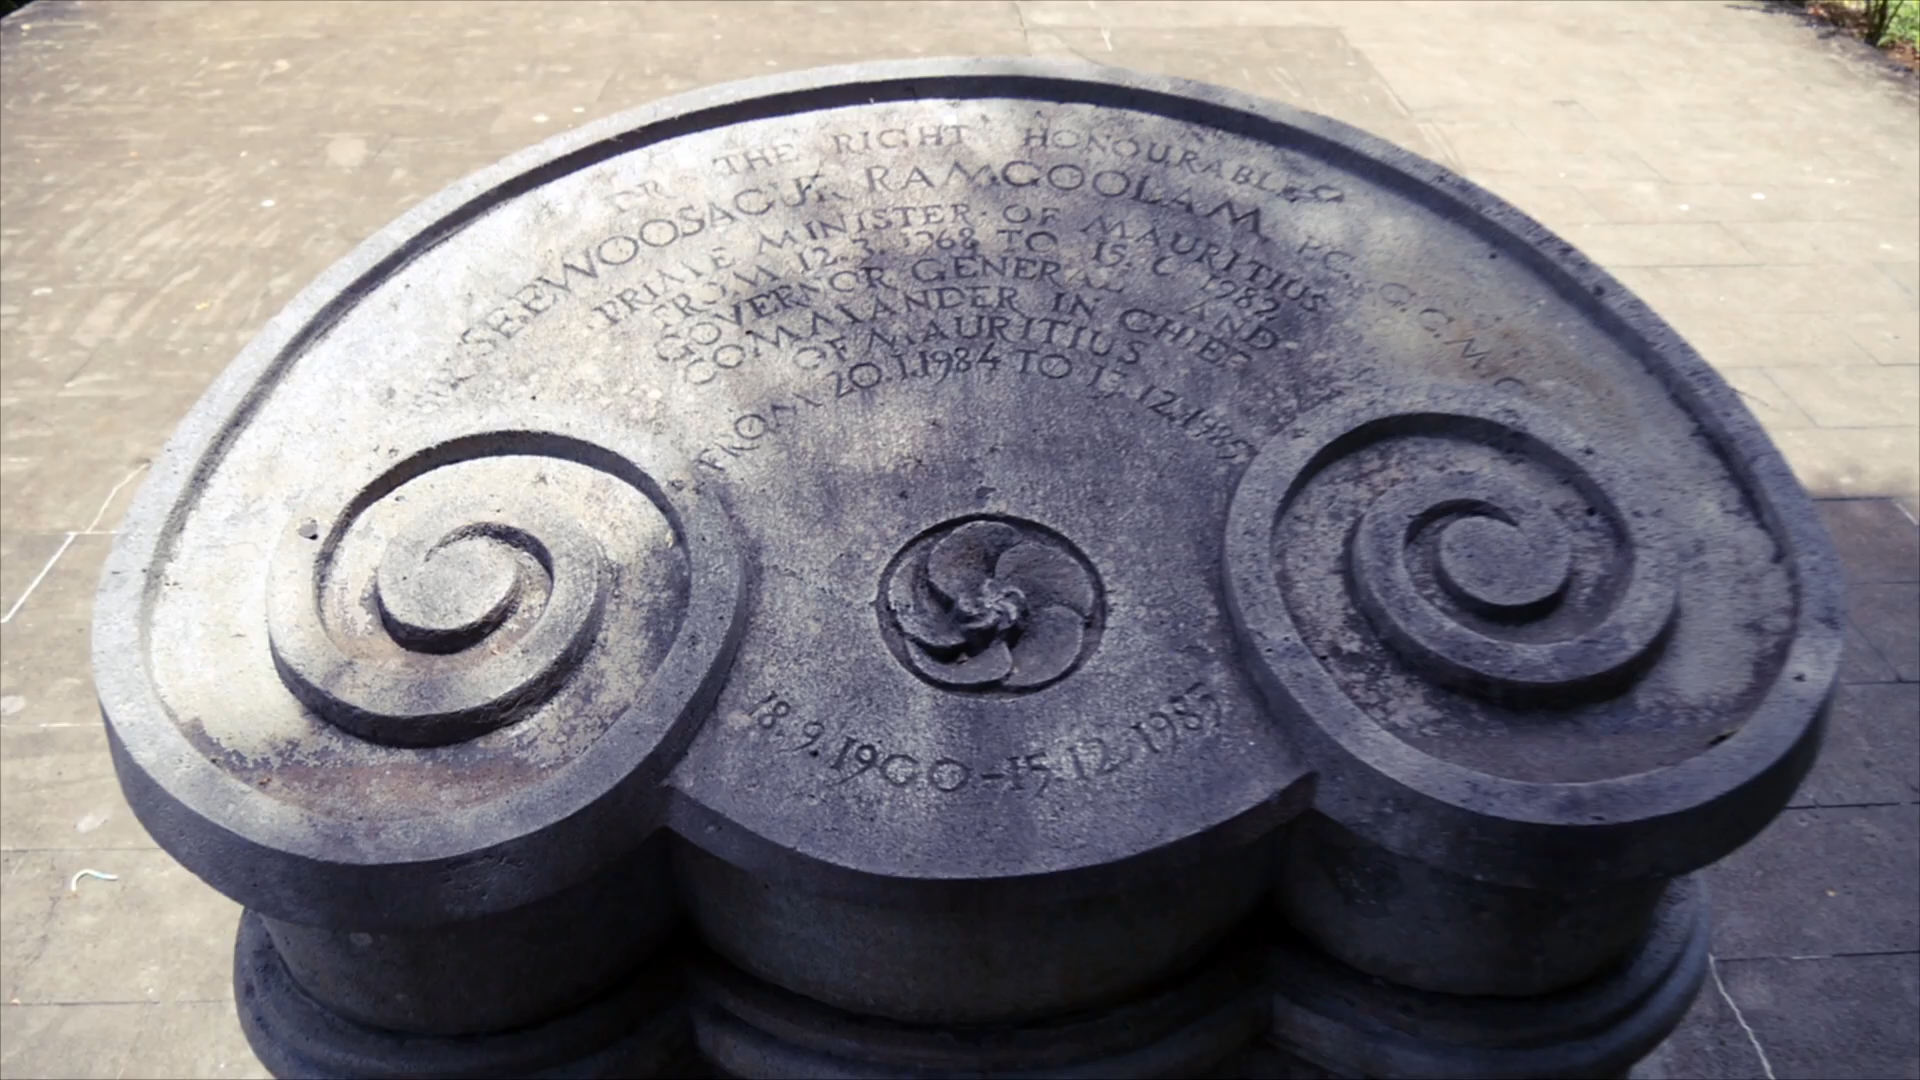 DR. THE RIGHT HONOURABLE
SIR SEEWOOSAGUR RAMGOOLAM P.C. G.C.M.G.
PRIME MINISTER OF MAURITIUS
FROM 12.3.1968 TO 15.6.1982
GOVERNOR GENERAL AND
COMMANDER IN CHIEF
OF MAURITIUS
FROM 20.1.1984 TO 15.12.1985
18.9.1900-15.12.1985